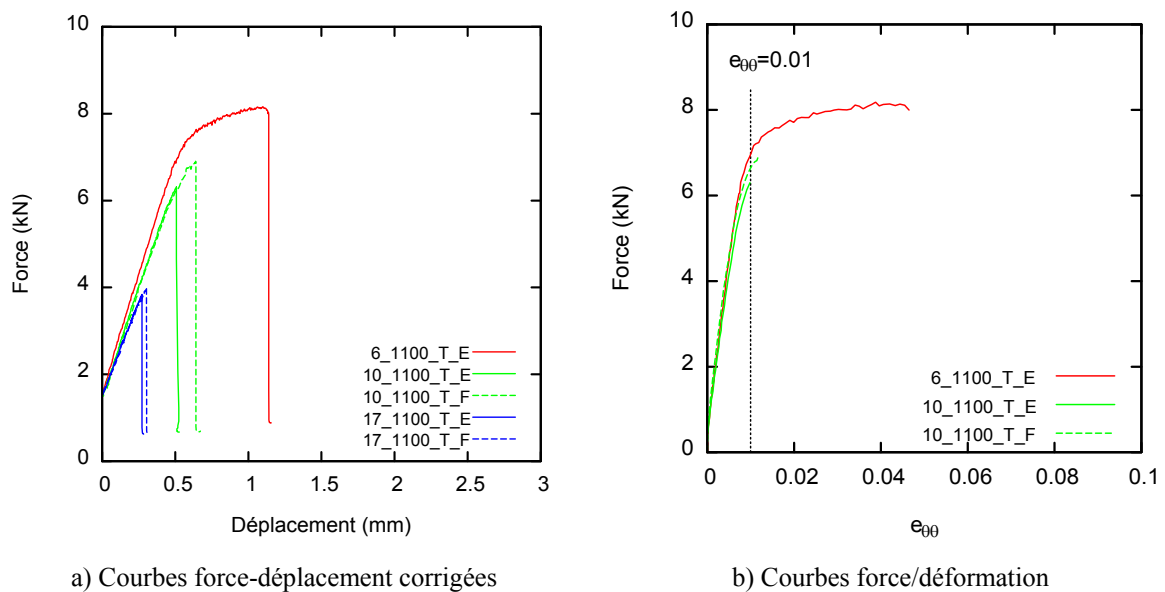 10
8
6
4
2
0
Force (kN)
0
0.5
1
1.5
2
2.5
3
Déplacement (mm)
6_1100_T_E
10_1100_T_E
10_1100_T_F
17_1100_T_E
17_1100_T_F
a) Courbes force-déplacement corrigées
10
8
6
4
2
0
Force (kN)
e_θθ=0.01
0
0.02
0.04
0.06
0.08
0.1
e_θθ
6_1100_T_E
10_1100_T_E
10_1100_T_F
b) Courbes force/déformation